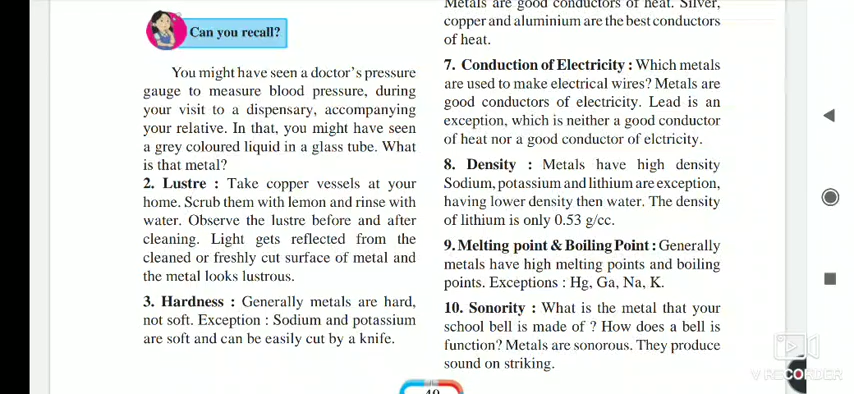 Can you recall?
You might have seen a doctor's pressure
gauge to measure blood pressure, during
your visit to a dispensary, accompanying
your relative. In that, you might have seen
a grey coloured liquid in a glass tube. What
is that metal?
2. Lustre : Take copper vessels at your
home. Scrub them with lemon and rinse with
water. Observe the lustre before and after
cleaning. Light gets reflected from the
cleaned or freshly cut surface of metal and
the metal looks lustrous.
3. Hardness : Generally metals are hard,
not soft. Exception : Sodium and potassium
are soft and can be easily cut by a knife.
Metals are good conductors of heat. Silver,
copper and aluminium are the best conductors
of heat.
7. Conduction of Electricity : Which metals
are used to make electrical wires? Metals are
good conductors of electricity. Lead is an
exception, which is neither a good conductor
of heat nor a good conductor of elctricity.
8. Density : Metals have high density
Sodium, potassium and lithium are exception,
having lower density then water. The density
of lithium is only 0.53 g/cc.
9. Melting point & Boiling Point : Generally
metals have high melting points and boiling
points. Exceptions : Hg, Ga, Na, K.
10. Sonority : What is the metal that your
school bell is made of ? How does a bell is
function? Metals are sonorous. They produce
sound on striking.
40
V RECORDER